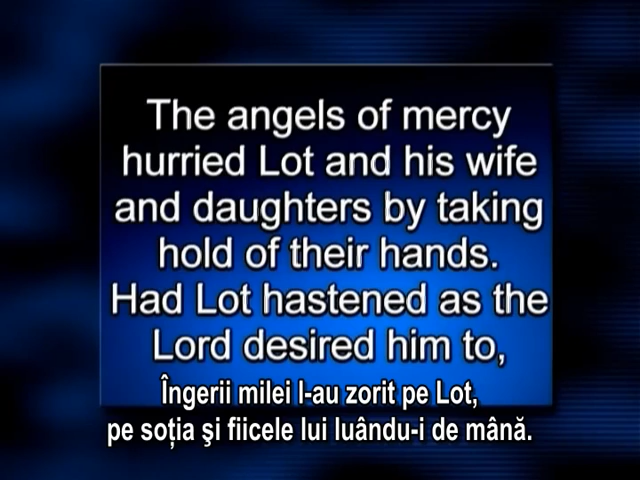 The angels of mercy
hurried Lot and his wife
and daughters by taking
hold of their hands.
Had Lot hastened as the
Lord desired him to,
Îngerii milei l-au zorit pe Lot,
pe soţia şi fiicele lui luându-i de mână.